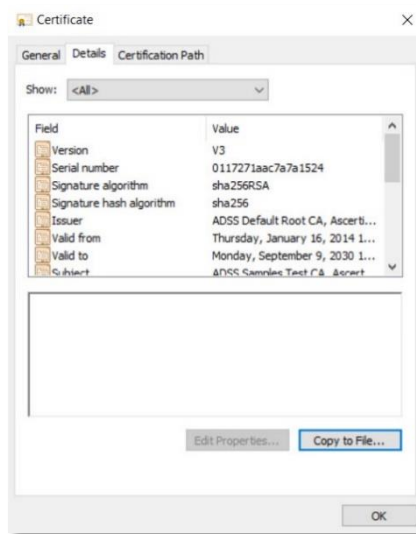 Certificate
General Details Certification Path
Show: <All>
Field Value
Version V3
Serial number 0117271aac7a7a1524
Signature algorithm sha256RSA
Signature hash algorithm sha256
Issuer ADSS Default Root CA, Ascerti...
Valid from Thursday, January 16, 2014 1...
Valid to Monday, September 9, 2030 1...
Subject ADSS Samples Test CA, Ascert...
Edit Properties... Copy to File...
OK